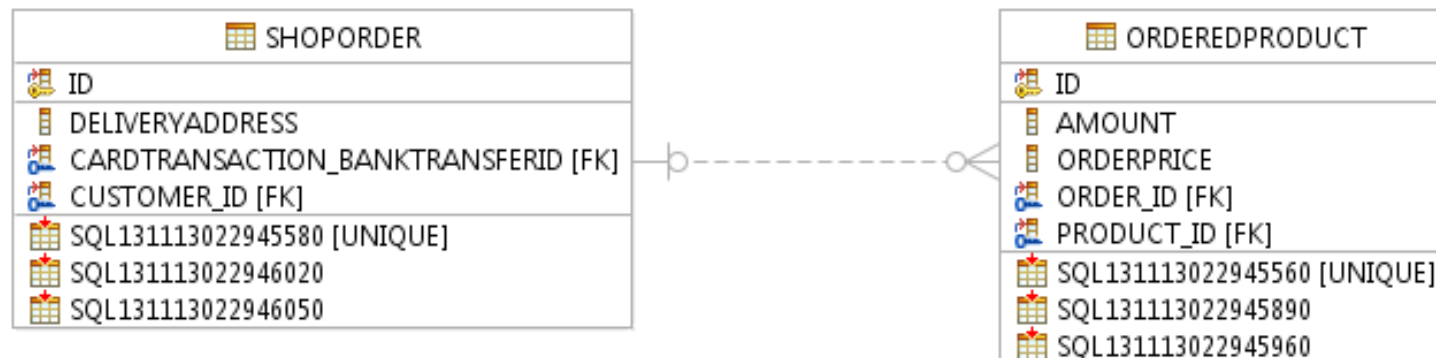 SHOPORDER
ID
DELIVERYADDRESS
CARDTRANSACTION_BANKTRANSFERID [FK]
CUSTOMER_ID [FK]
SQL131113022945580 [UNIQUE]
SQL131113022946020
SQL131113022946050
ORDEREDPRODUCT
ID
AMOUNT
ORDERPRICE
ORDER_ID [FK]
PRODUCT_ID [FK]
SQL131113022945560 [UNIQUE]
SQL131113022945890
SQL131113022945960